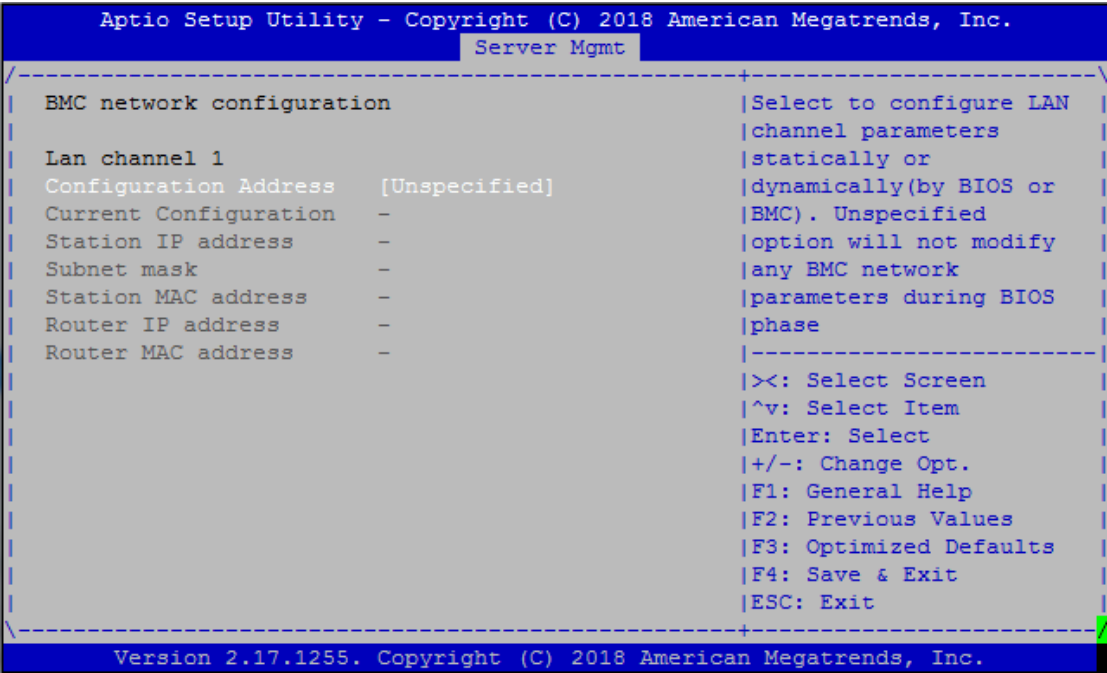 Aptio Setup Utility - Copyright (C) 2018 American Megatrends, Inc.
Server Mgmt
BMC network configuration
Lan channel 1
Configuration Address [Unspecified]
Current Configuration -
Station IP address -
Subnet mask -
Station MAC address -
Router IP address -
Router MAC address -
Select to configure LAN
channel parameters
statically or
dynamically(by BIOS or
BMC). Unspecified
option will not modify
any BMC network
parameters during BIOS
phase
><: Select Screen
^v: Select Item
Enter: Select
+/-: Change Opt.
F1: General Help
F2: Previous Values
F3: Optimized Defaults
F4: Save & Exit
ESC: Exit
Version 2.17.1255. Copyright (C) 2018 American Megatrends, Inc.